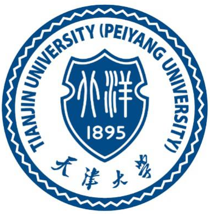 TIANJIN UNIVERSITY (PEIYANG UNIVERSITY)
北洋
1895
天津大学